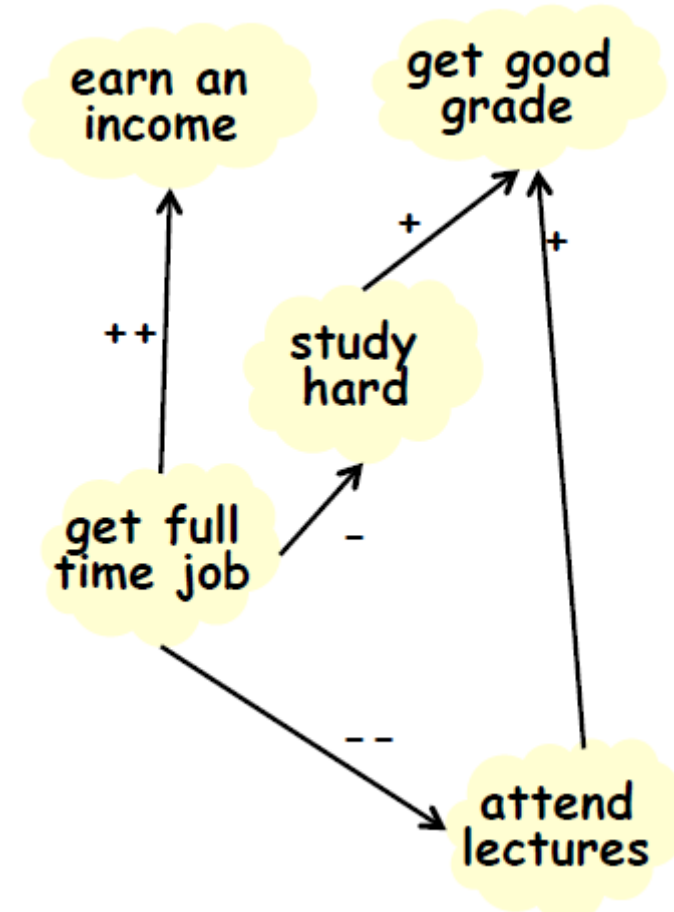 earn an
income
get good
grade
+
+
++
study
hard
get full
time job
-
--
attend
lectures